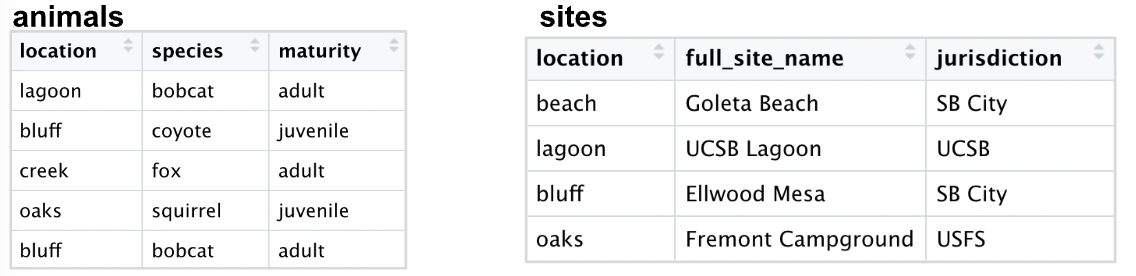 animals
location species maturity
lagoon bobcat adult
bluff coyote juvenile
creek fox adult
oaks squirrel juvenile
bluff bobcat adult
sites
location full_site_name jurisdiction
beach Goleta Beach SB City
lagoon UCSB Lagoon UCSB
bluff Ellwood Mesa SB City
oaks Fremont Campground USFS